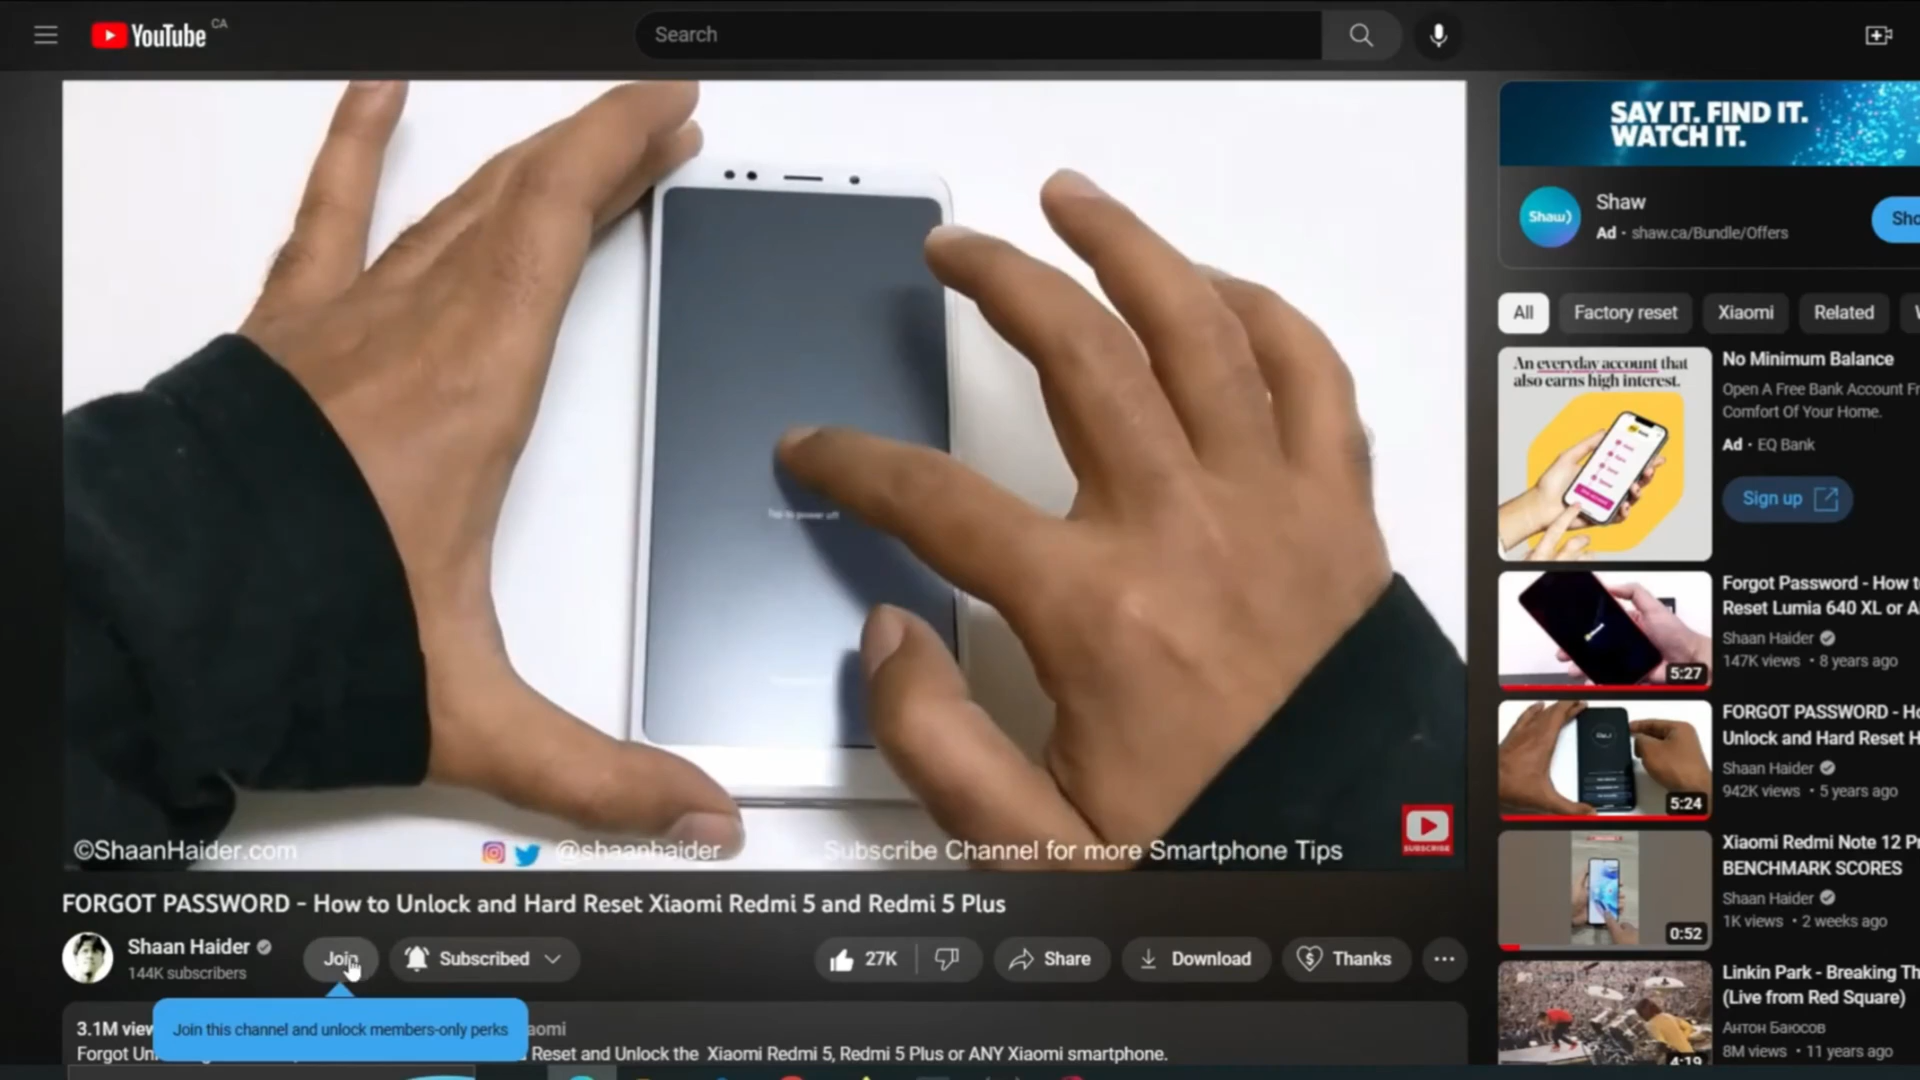 YouTube CA
Search
SAY IT. FIND IT.
WATCH IT.
Shaw)
Shaw
Ad · shaw.ca/Bundle/Offers
Sho
All
Factory reset
Xiaomi
Related
An everyday account that
also earns high interest.
No Minimum Balance
Open A Free Bank Account Fr
Comfort Of Your Home.
Ad · EQ Bank
Sign up
Tap to power off
Forgot Password - How t
Reset Lumia 640 XL or A
Shaan Haider
147K views • 8 years ago
5:27
FORGOT PASSWORD - Ho
Unlock and Hard Reset H
Shaan Haider
942K views • 5 years ago
5:24
Xiaomi Redmi Note 12 Pr
BENCHMARK SCORES
Shaan Haider
1K views • 2 weeks ago
0:52
Linkin Park - Breaking Th
(Live from Red Square)
Антон Баюсов
8M views • 11 years ago
4:19
©ShaanHaider.com
@shaanhaider
Subscribe Channel for more Smartphone Tips
SUBSCRIBE
FORGOT PASSWORD - How to Unlock and Hard Reset Xiaomi Redmi 5 and Redmi 5 Plus
Shaan Haider
144K subscribers
Join
Subscribed
27K
Share
Download
Thanks
Join this channel and unlock members-only perks
3.1M view
aomi
Forgot Un
Reset and Unlock the Xiaomi Redmi 5, Redmi 5 Plus or ANY Xiaomi smartphone.